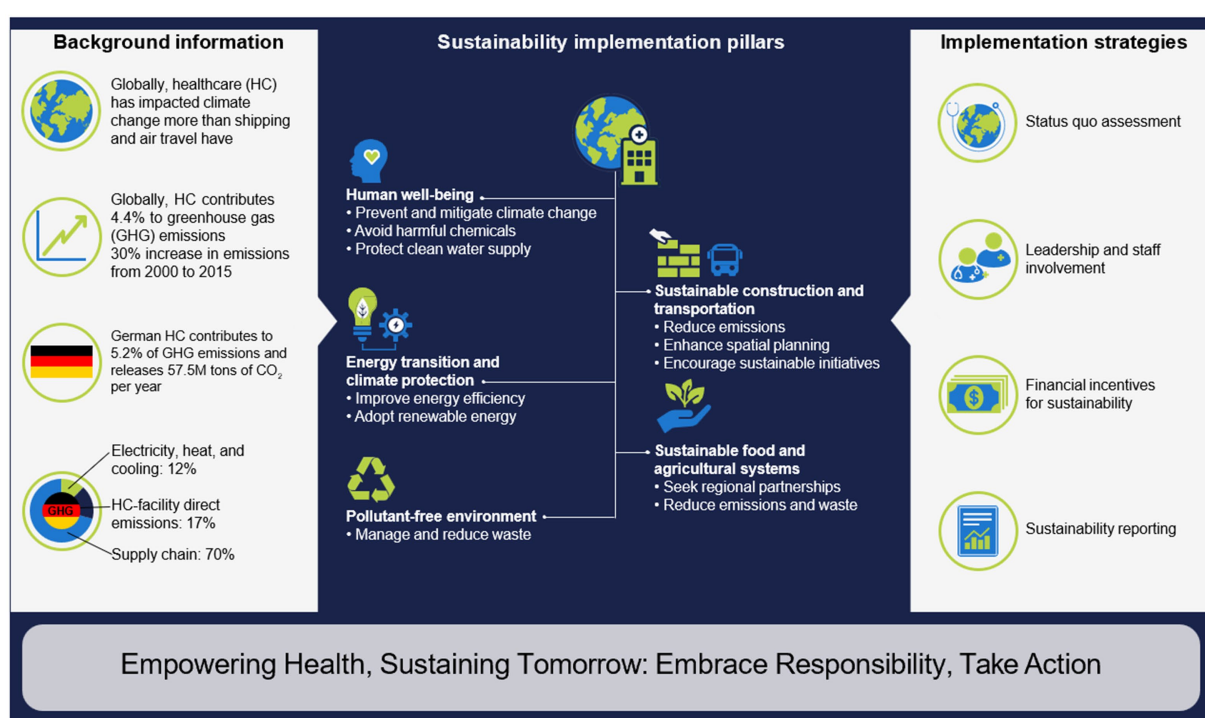 Background information
Globally, healthcare (HC)
has impacted climate
change more than shipping
and air travel have
Globally, HC contributes
4.4% to greenhouse gas
(GHG) emissions
30% increase in emissions
from 2000 to 2015
German HC contributes to
5.2% of GHG emissions and
releases 57.5M tons of CO₂
per year
Electricity, heat, and
cooling: 12%
GHG
HC-facility direct
emissions: 17%
Supply chain: 70%
Sustainability implementation pillars
Human well-being
• Prevent and mitigate climate change
• Avoid harmful chemicals
• Protect clean water supply
Energy transition and
climate protection
• Improve energy efficiency
• Adopt renewable energy
Pollutant-free environment
• Manage and reduce waste
Sustainable construction and
transportation
• Reduce emissions
• Enhance spatial planning
• Encourage sustainable initiatives
Sustainable food and
agricultural systems
• Seek regional partnerships
• Reduce emissions and waste
Implementation strategies
Status quo assessment
Leadership and staff
involvement
$
Financial incentives
for sustainability
Sustainability reporting
Empowering Health, Sustaining Tomorrow: Embrace Responsibility, Take Action